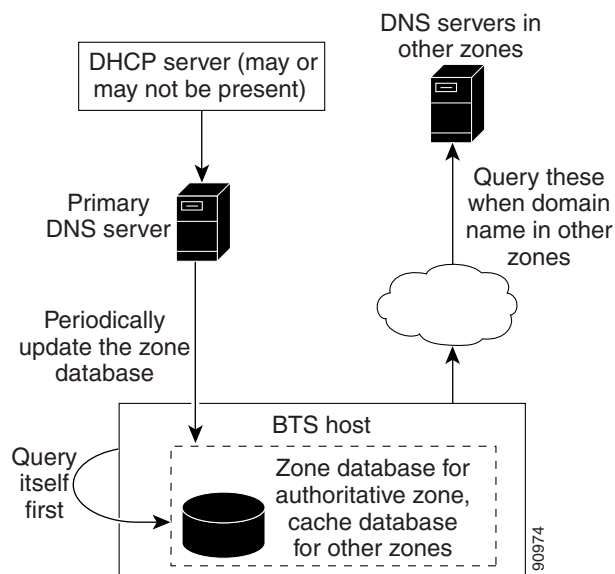 DNS servers in
other zones
DHCP server (may or
may not be present)
Primary
DNS server
Query these
when domain
name in other
zones
Periodically
update the zone
database
BTS host
Query
itself
first
Zone database for
authoritative zone,
cache database
for other zones
90974